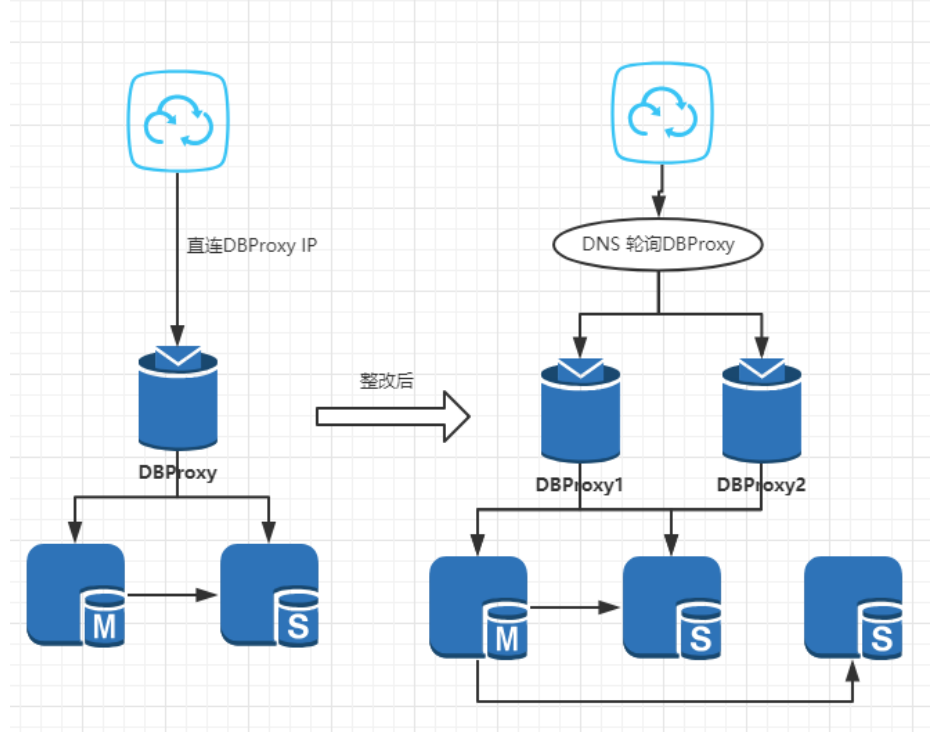 直连DBProxy IP
DBProxy
M
S
整改后
DNS 轮询DBProxy
DBProxy1
DBProxy2
M
S
S